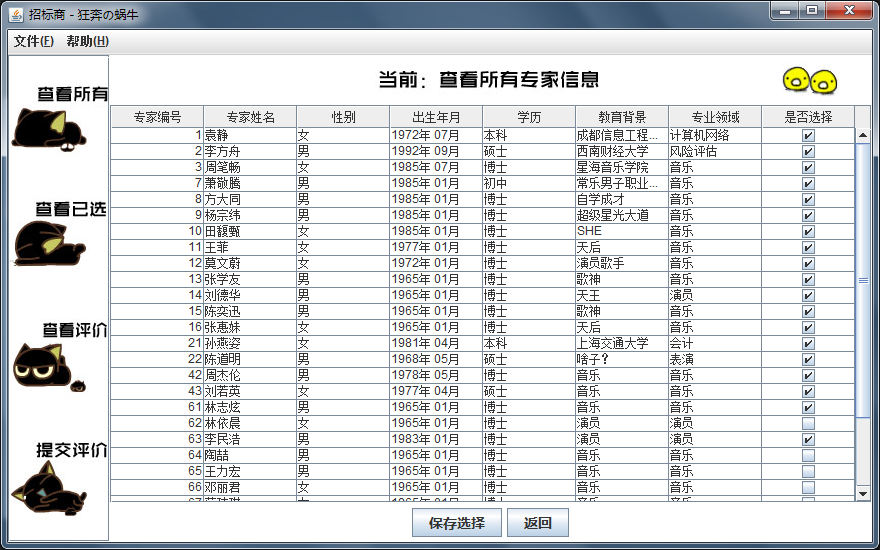 招标商 - 狂奔の蜗牛
文件(F) 帮助(H)
查看所有
查看已选
查看评价
提交评价
当前：查看所有专家信息
专家编号 专家姓名 性别 出生年月 学历 教育背景 专业领域 是否选择
1 袁静 女 1972年 07月 本科 成都信息工程... 计算机网络
2 李方舟 男 1992年 09月 硕士 西南财经大学 风险评估
3 周笔畅 女 1985年 07月 博士 星海音乐学院 音乐
7 萧敬腾 男 1985年 01月 初中 常乐男子职业... 音乐
8 方大同 男 1985年 01月 博士 自学成才 音乐
9 杨宗纬 男 1985年 01月 博士 超级星光大道 音乐
10 田馥甄 女 1985年 01月 博士 SHE 音乐
11 王菲 女 1977年 01月 博士 天后 音乐
12 莫文蔚 女 1972年 01月 博士 演员歌手 音乐
13 张学友 男 1965年 01月 博士 歌神 音乐
14 刘德华 男 1965年 01月 博士 天王 演员
15 陈奕迅 男 1965年 01月 博士 歌神 音乐
16 张惠妹 女 1965年 01月 博士 天后 音乐
21 孙燕姿 女 1981年 04月 本科 上海交通大学 会计
22 陈道明 男 1968年 05月 硕士 啥子? 表演
42 周杰伦 男 1978年 05月 博士 音乐 音乐
43 刘若英 女 1977年 04月 硕士 音乐 音乐
61 林志炫 男 1965年 01月 博士 音乐 音乐
62 林依晨 女 1965年 01月 博士 演员 演员
63 李民浩 男 1983年 01月 博士 演员 演员
64 陶喆 男 1965年 01月 博士 音乐 音乐
65 王力宏 男 1965年 01月 博士 音乐 音乐
66 邓丽君 女 1965年 01月 博士 音乐 音乐
保存选择 返回